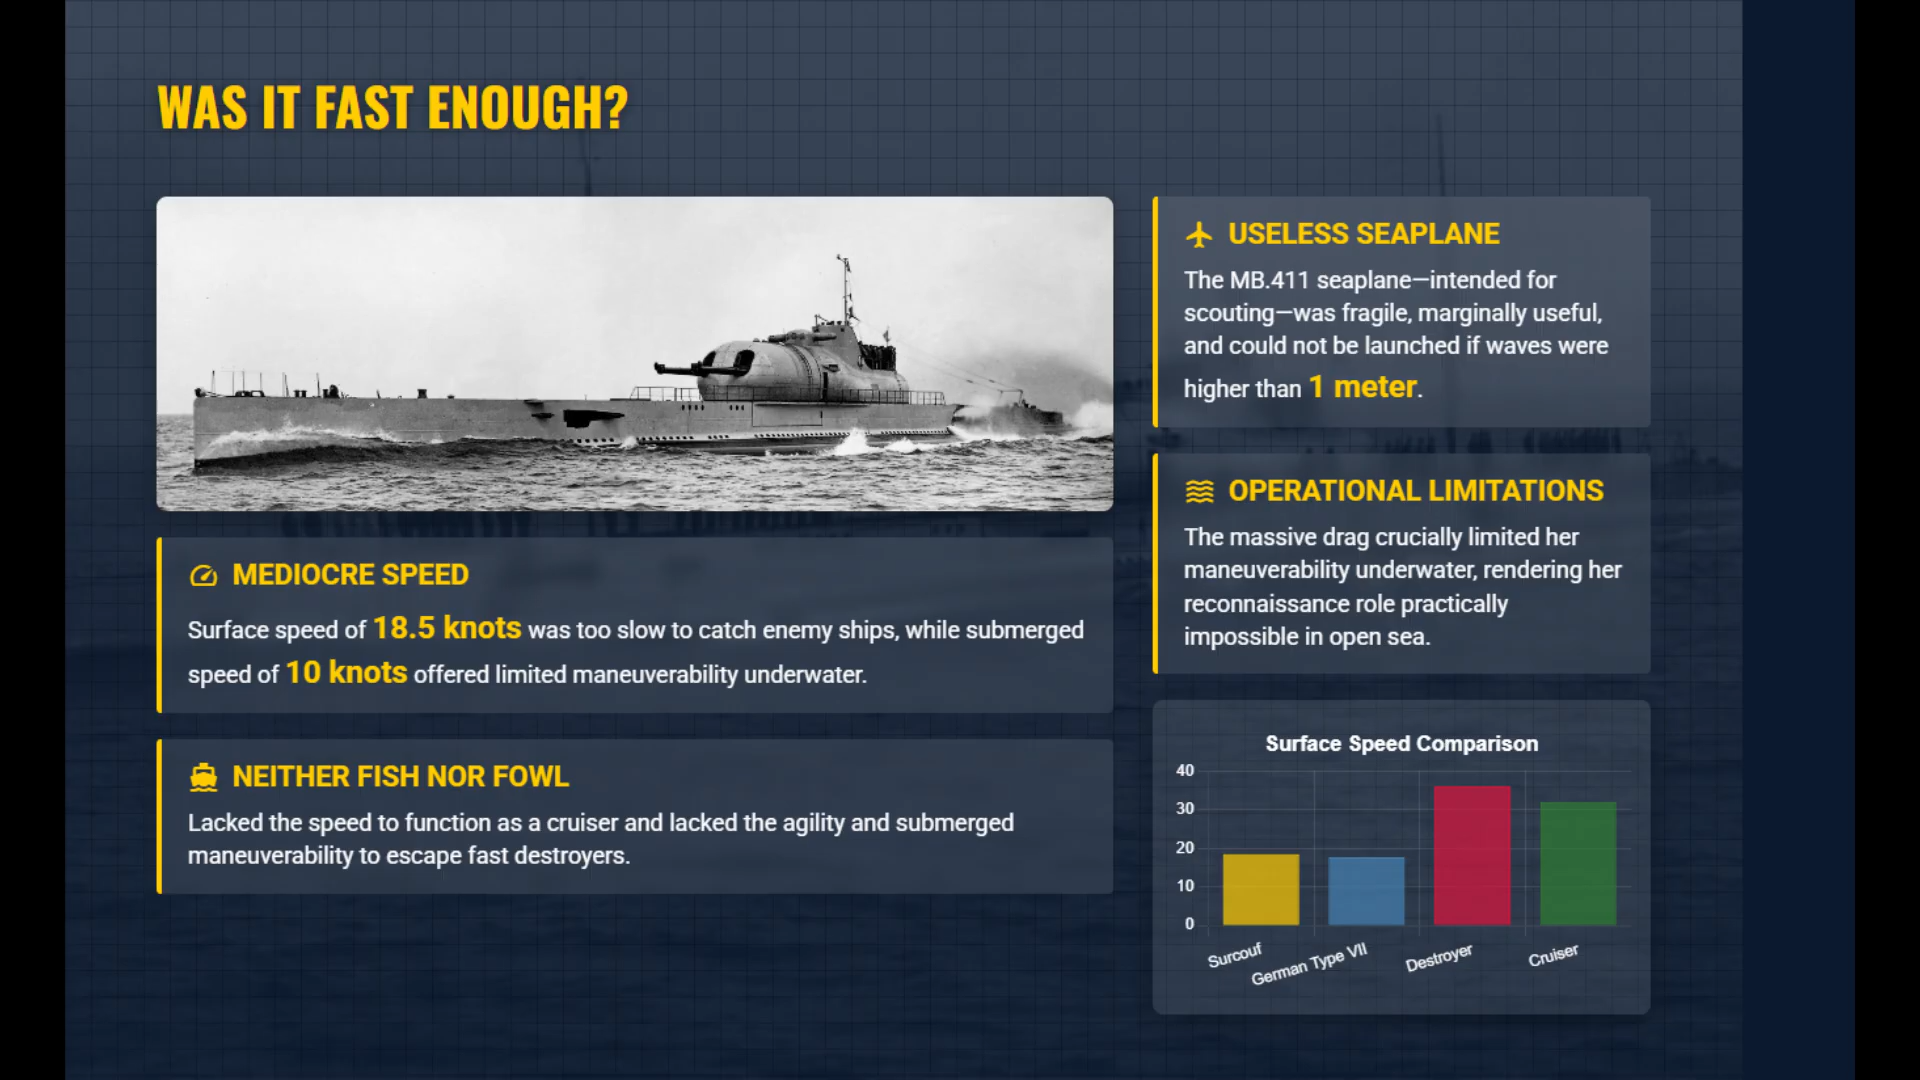 WAS IT FAST ENOUGH?
MEDIOCRE SPEED
Surface speed of 18.5 knots was too slow to catch enemy ships, while submerged
speed of 10 knots offered limited maneuverability underwater.
NEITHER FISH NOR FOWL
Lacked the speed to function as a cruiser and lacked the agility and submerged
maneuverability to escape fast destroyers.
USELESS SEAPLANE
The MB.411 seaplane—intended for
scouting—was fragile, marginally useful,
and could not be launched if waves were
higher than 1 meter.
OPERATIONAL LIMITATIONS
The massive drag crucially limited her
maneuverability underwater, rendering her
reconnaissance role practically
impossible in open sea.
Surface Speed Comparison
40
30
20
10
0
Surcouf
German Type VII
Destroyer
Cruiser